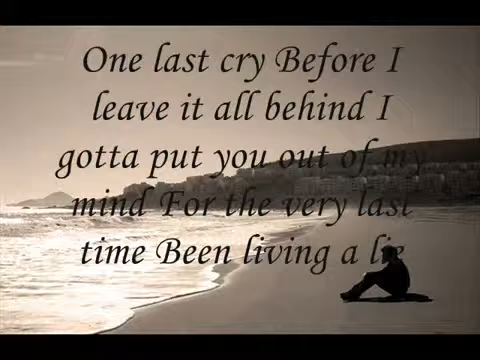 One last cry Before I
leave it all behind I
gotta put you out of my
mind For the very last
time Been living a lie